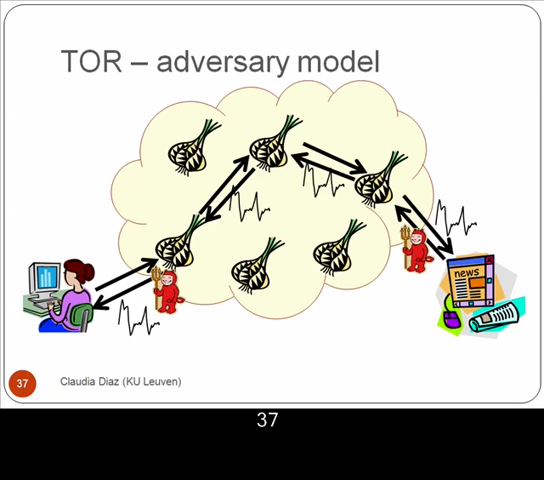 TOR – adversary model
news
37
Claudia Diaz (KU Leuven)
37